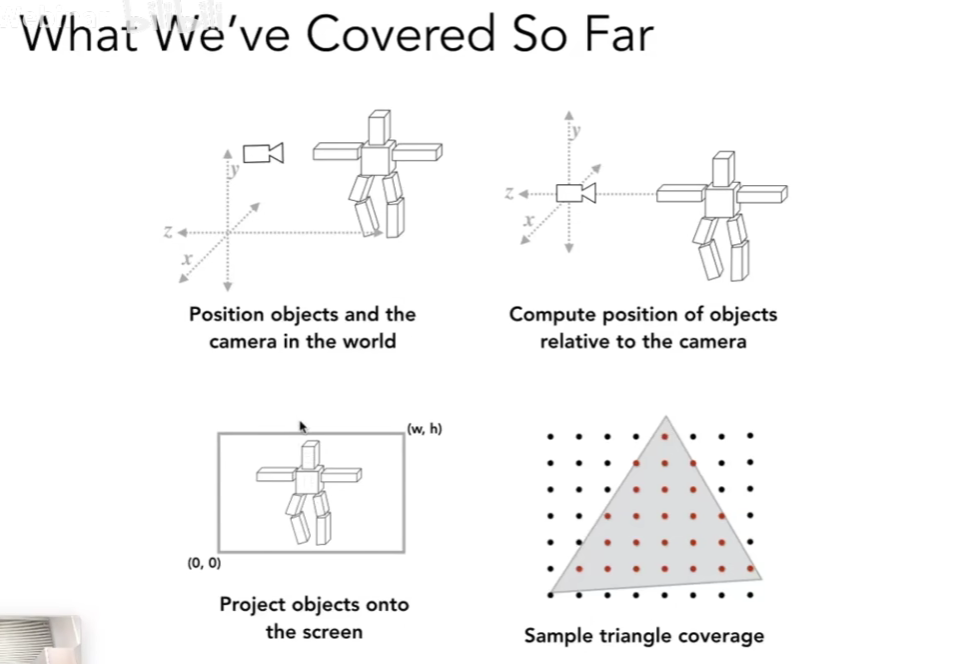 What We've Covered So Far
y
z
x
Position objects and the
camera in the world
y
z
x
Compute position of objects
relative to the camera
(w, h)
(0, 0)
Project objects onto
the screen
Sample triangle coverage